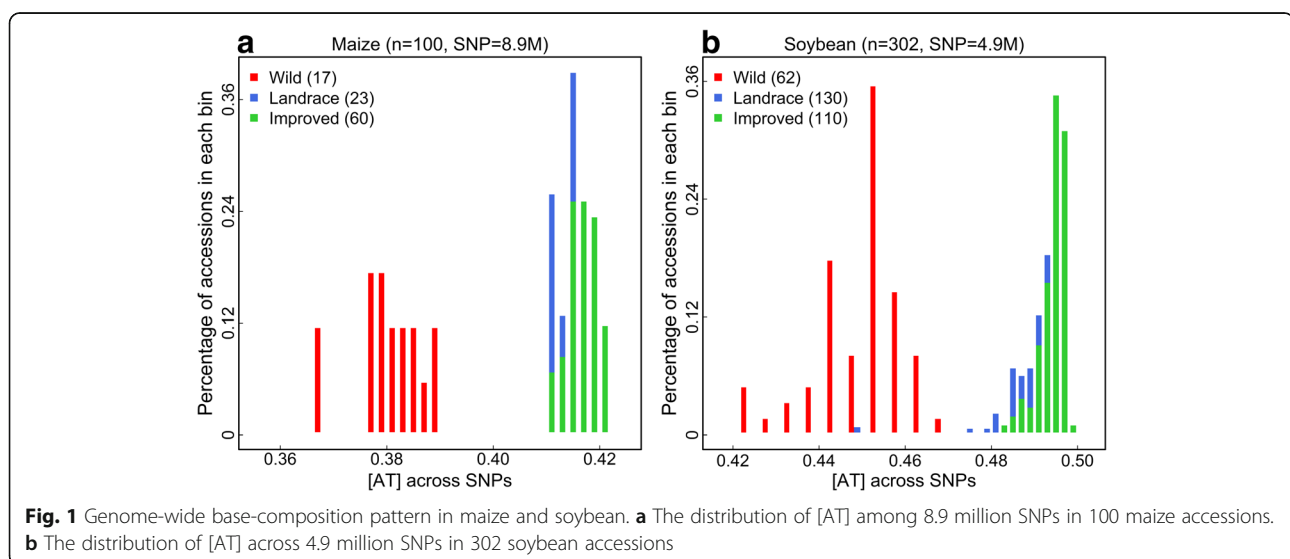 a
Maize (n=100, SNP=8.9M)
Wild (17)
Landrace (23)
Improved (60)
Percentage of accessions in each bin
0.36
0.24
0.12
0
0.36 0.38 0.40 0.42
[AT] across SNPs
b
Soybean (n=302, SNP=4.9M)
Wild (62)
Landrace (130)
Improved (110)
Percentage of accessions in each bin
0.36
0.24
0.12
0
0.42 0.44 0.46 0.48 0.50
[AT] across SNPs
Fig. 1 Genome-wide base-composition pattern in maize and soybean. a The distribution of [AT] among 8.9 million SNPs in 100 maize accessions.
b The distribution of [AT] across 4.9 million SNPs in 302 soybean accessions